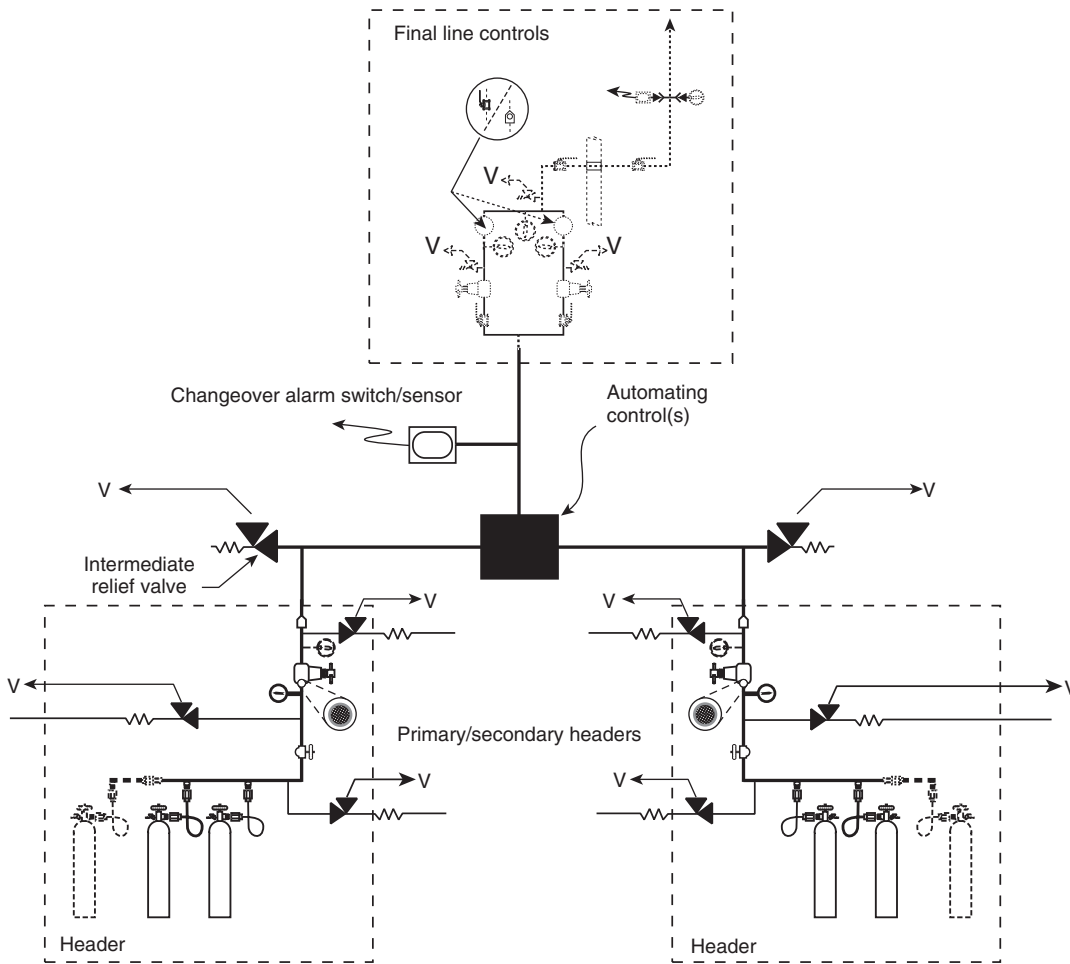 Final line controls
V
V
V
Changeover alarm switch/sensor
Automating
control(s)
V
V
Intermediate
relief valve
V
V
V
V
Primary/secondary headers
V
V
Header
Header